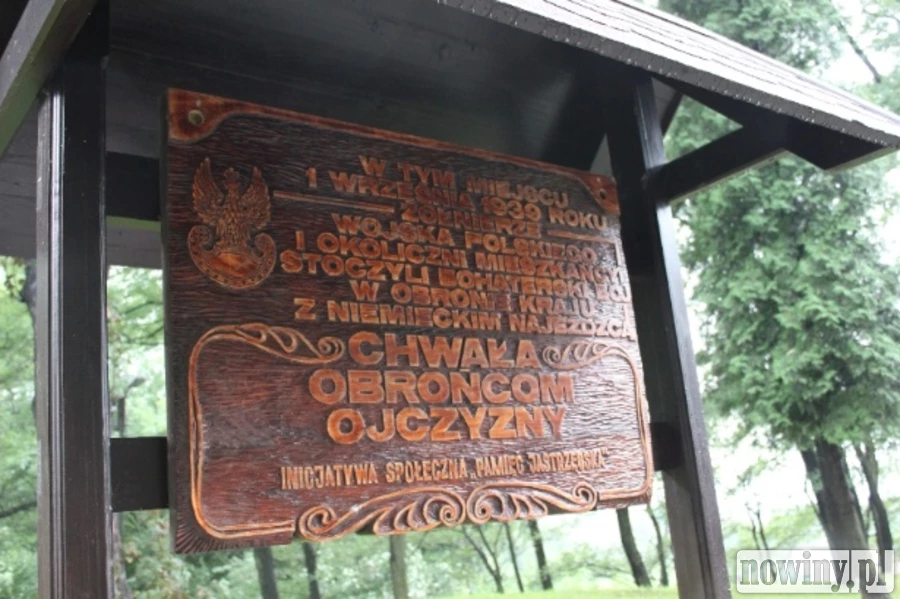 W TYM MIEJSCU
1 WRZEŚNIA 1939 ROKU
ŻOŁNIERZE
WOJSKA POLSKIEGO
I OKOLICZNI MIESZKAŃCY
STOCZYLI BOHATERSKI BÓJ
W OBRONIE KRAJU
Z NIEMIECKIM NAJEŹDŹCĄ
CHWAŁA
OBROŃCOM
OJCZYZNY
INICJATYWA SPOŁECZNA „PAMIĘĆ JASTRZĘBSKA"
nowiny.pl